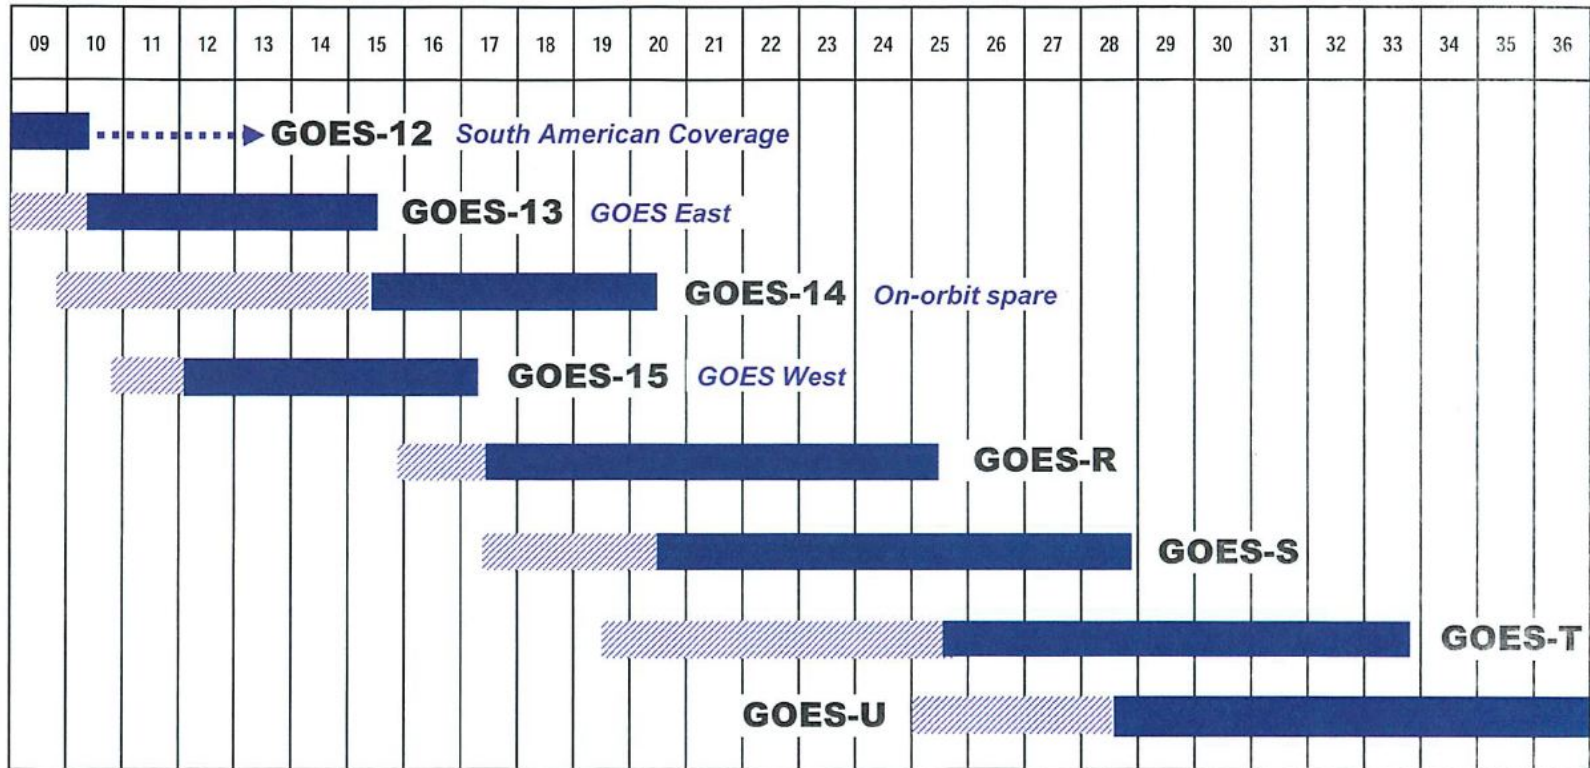 09 10 11 12 13 14 15 16 17 18 19 20 21 22 23 24 25 26 27 28 29 30 31 32 33 34 35 36
GOES-12 South American Coverage
GOES-13 GOES East
GOES-14 On-orbit spare
GOES-15 GOES West
GOES-R
GOES-S
GOES-T
GOES-U